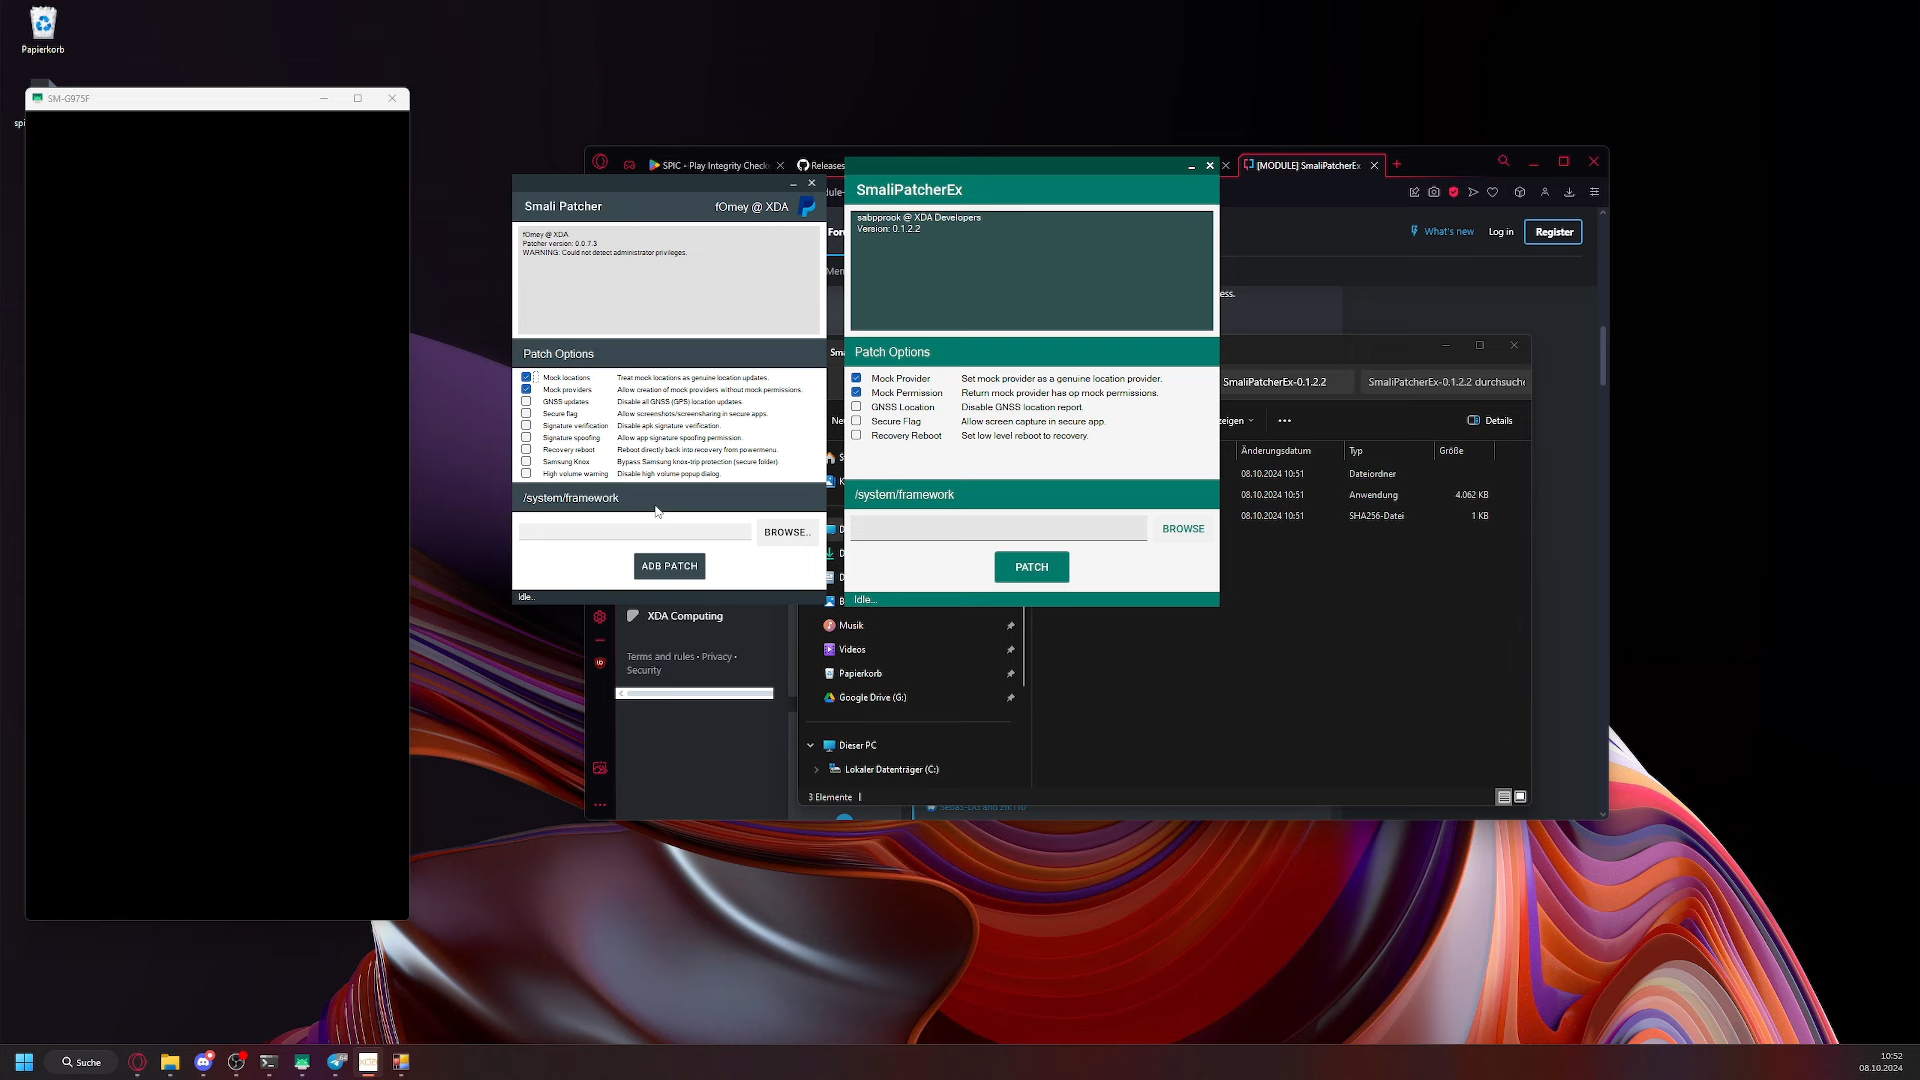 Papierkorb
SM-G975F
SPIC - Play Integrity Check
Releases
[MODULE] SmaliPatcherEx
What's new
Log in
Register
Smali Patcher
fOmey @ XDA
fOmey @ XDA
Patcher version: 0.0.7.3
WARNING: Could not detect administrator privileges.
Patch Options
Mock locations Treat mock locations as genuine location updates.
Mock providers Allow creation of mock providers without mock permissions.
GNSS updates Disable all GNSS (GPS) location updates.
Secure flag Allow screenshots/screensharing in secure apps.
Signature verification Disable apk signature verification.
Signature spoofing Allow app signature spoofing permission.
Recovery reboot Reboot directly back into recovery from powermenu.
Samsung Knox Bypass Samsung knox-trip protection (secure folder).
High volume warning Disable high volume popup dialog.
/system/framework
BROWSE..
ADB PATCH
Idle..
SmaliPatcherEx
sabpprook @ XDA Developers
Version: 0.1.2.2
Patch Options
Mock Provider Set mock provider as a genuine location provider.
Mock Permission Return mock provider has op mock permissions.
GNSS Location Disable GNSS location report.
Secure Flag Allow screen capture in secure app.
Recovery Reboot Set low level reboot to recovery.
/system/framework
BROWSE
PATCH
Idle...
ess.
SmaliPatcherEx-0.1.2.2
SmaliPatcherEx-0.1.2.2 durchsuche
zeigen
Details
Änderungsdatum Typ Größe
08.10.2024 10:51 Dateiordner
08.10.2024 10:51 Anwendung 4.062 KB
08.10.2024 10:51 SHA256-Datei 1 KB
XDA Computing
Terms and rules • Privacy •
Security
Musik
Videos
Papierkorb
Google Drive (G:)
Dieser PC
Lokaler Datenträger (C:)
3 Elemente
Suche
10:52
08.10.2024